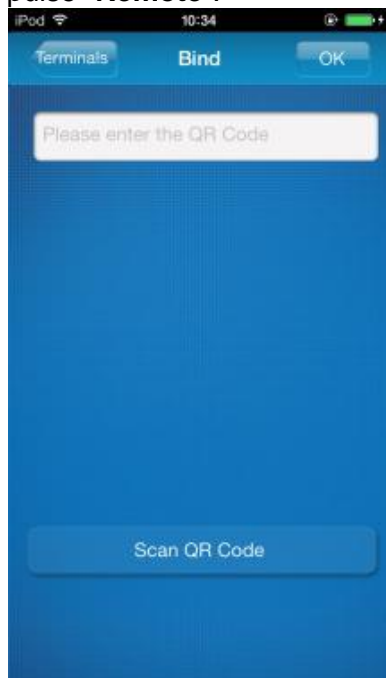 iPod 10:34
Terminals Bind OK
Please enter the QR Code
Scan QR Code